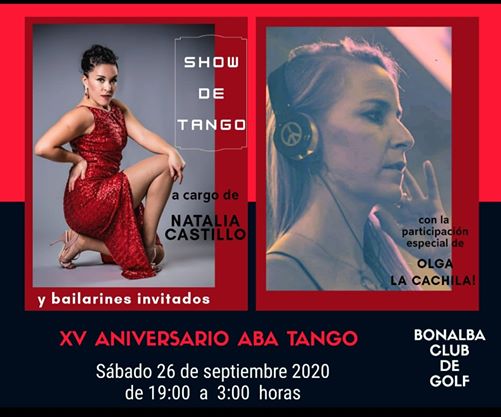 SHOW
DE
TANGO
a cargo de
NATALIA
CASTILLO
y bailarines invitados
con la
participación
especial de
OLGA
LA CACHILA!
XV ANIVERSARIO ABA TANGO
Sábado 26 de septiembre 2020
de 19:00 a 3:00 horas
BONALBA
CLUB
DE
GOLF